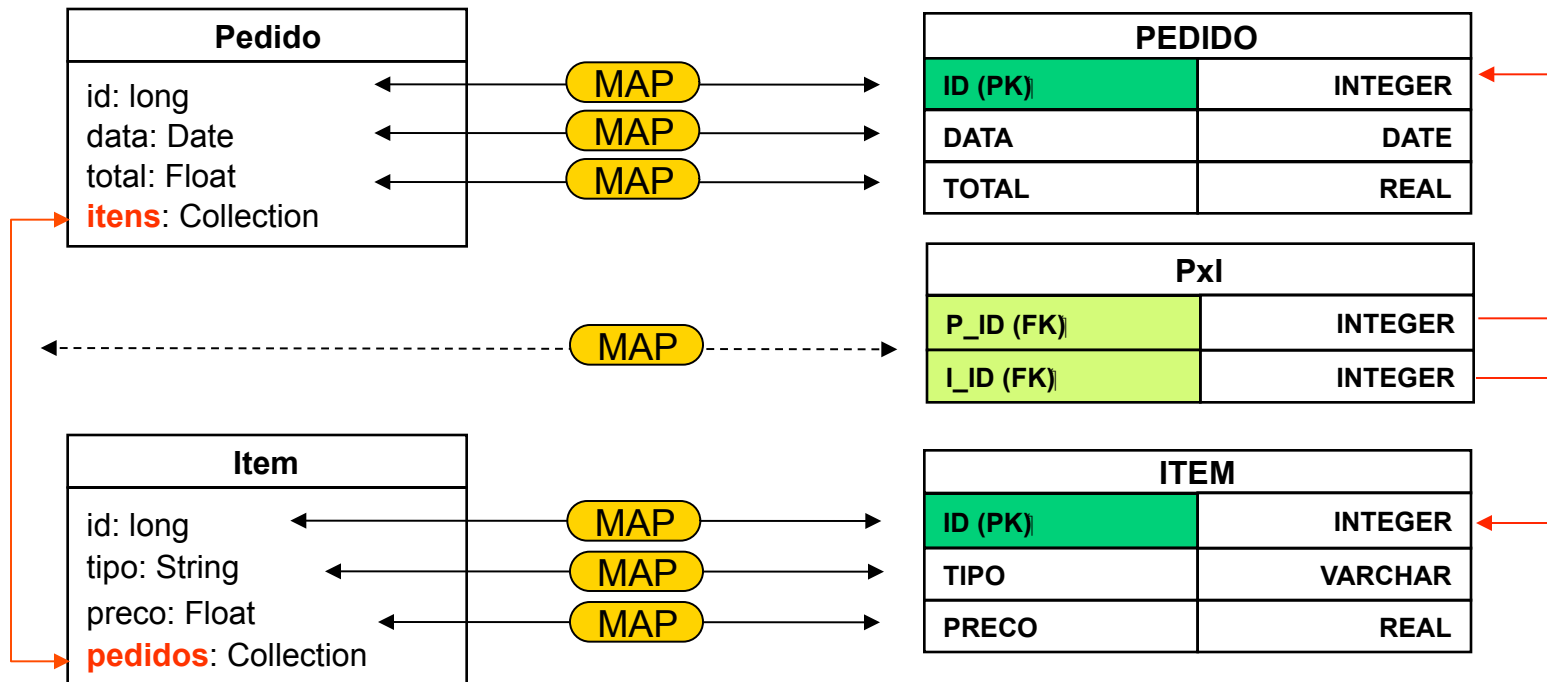 Pedido
id: long
data: Date
total: Float
itens: Collection
MAP
MAP
MAP
PEDIDO
ID (PK) INTEGER
DATA DATE
TOTAL REAL
MAP
PxI
P_ID (FK) INTEGER
I_ID (FK) INTEGER
Item
id: long
tipo: String
preco: Float
pedidos: Collection
MAP
MAP
MAP
ITEM
ID (PK) INTEGER
TIPO VARCHAR
PRECO REAL